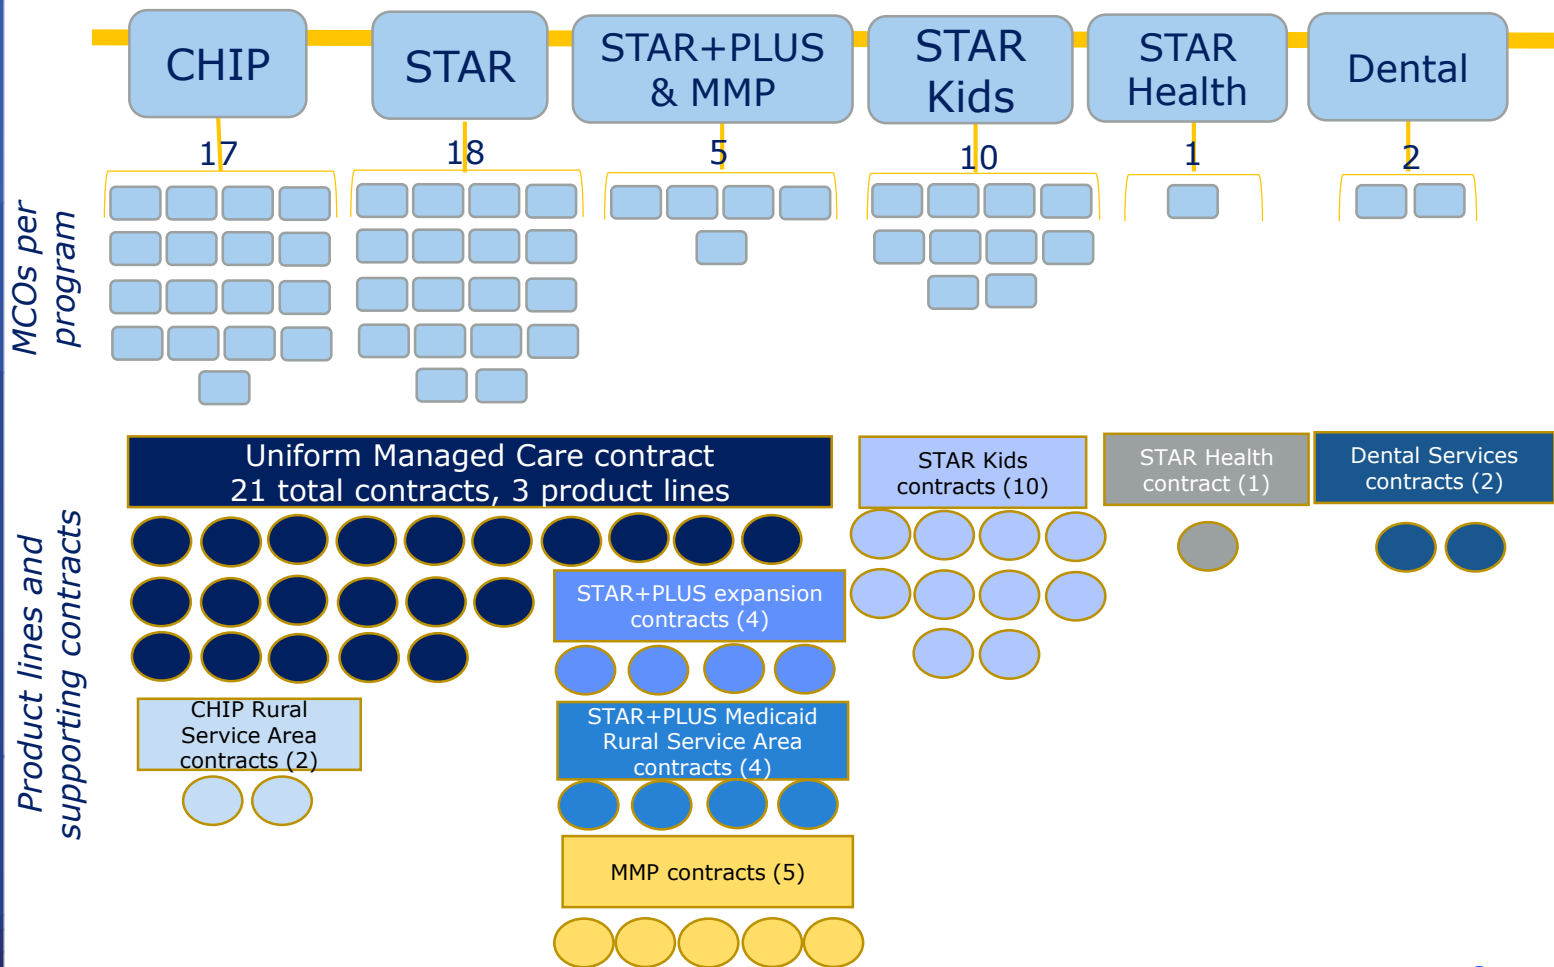 CHIP
STAR
STAR+PLUS
& MMP
STAR
Kids
STAR
Health
Dental
17
18
5
10
1
2
MCOs per
program
Uniform Managed Care contract
21 total contracts, 3 product lines
STAR Kids
contracts (10)
STAR Health
contract (1)
Dental Services
contracts (2)
Product lines and
supporting contracts
STAR+PLUS expansion
contracts (4)
CHIP Rural
Service Area
contracts (2)
STAR+PLUS Medicaid
Rural Service Area
contracts (4)
MMP contracts (5)